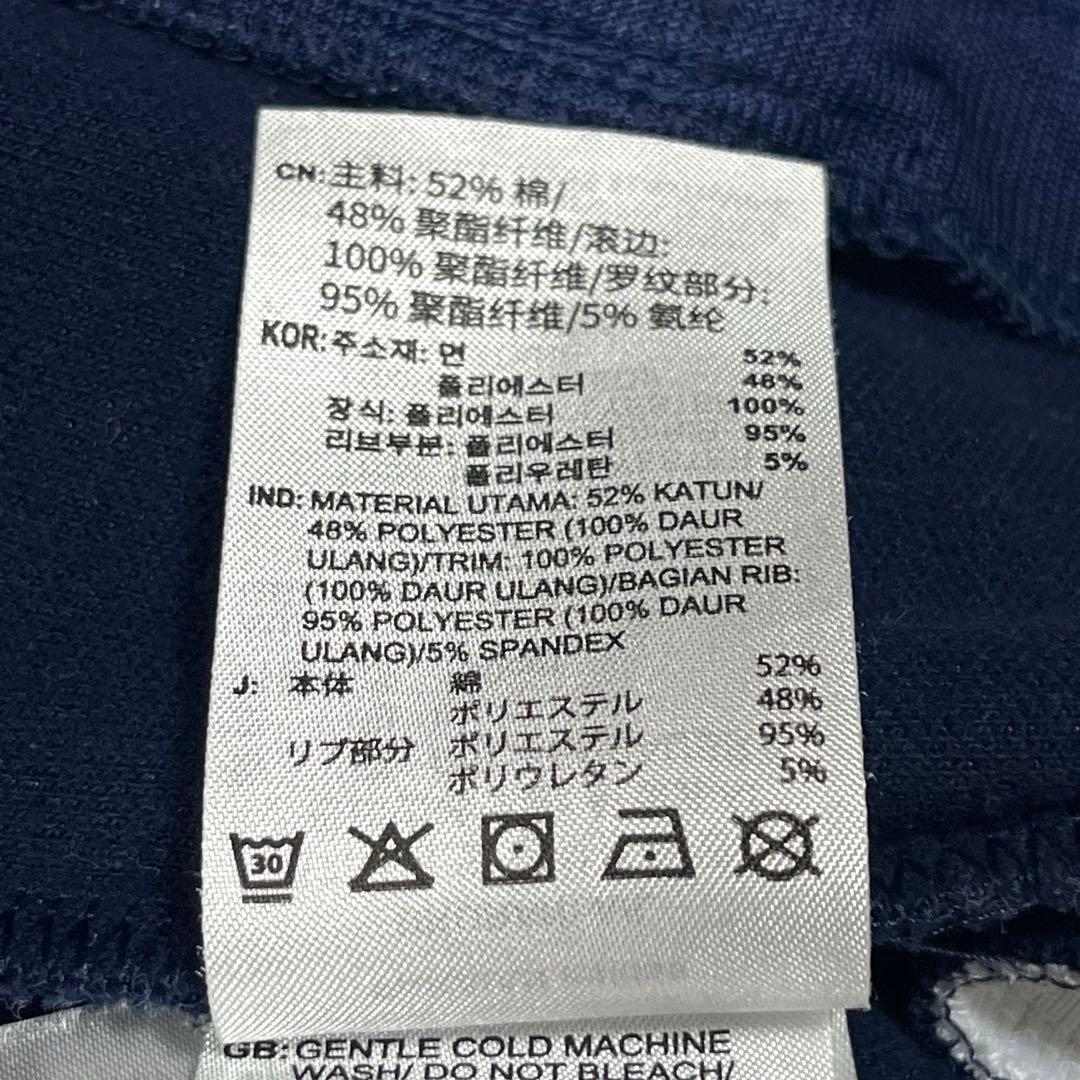 CN: 主料: 52% 棉/
48% 聚酯纤维/滚边:
100% 聚酯纤维/罗纹部分:
95% 聚酯纤维/5% 氨纶
KOR: 주소재: 면 52%
폴리에스터 48%
장식: 폴리에스터 100%
리브부분: 폴리에스터 95%
폴리우레탄 5%
IND: MATERIAL UTAMA: 52% KATUN/
48% POLYESTER (100% DAUR
ULANG)/TRIM: 100% POLYESTER
(100% DAUR ULANG)/BAGIAN RIB:
95% POLYESTER (100% DAUR
ULANG)/5% SPANDEX
J: 本体 綿 52%
ポリエステル 48%
リブ部分 ポリエステル 95%
ポリウレタン 5%
30
GB: GENTLE COLD MACHINE
WASH/ DO NOT BLEACH/